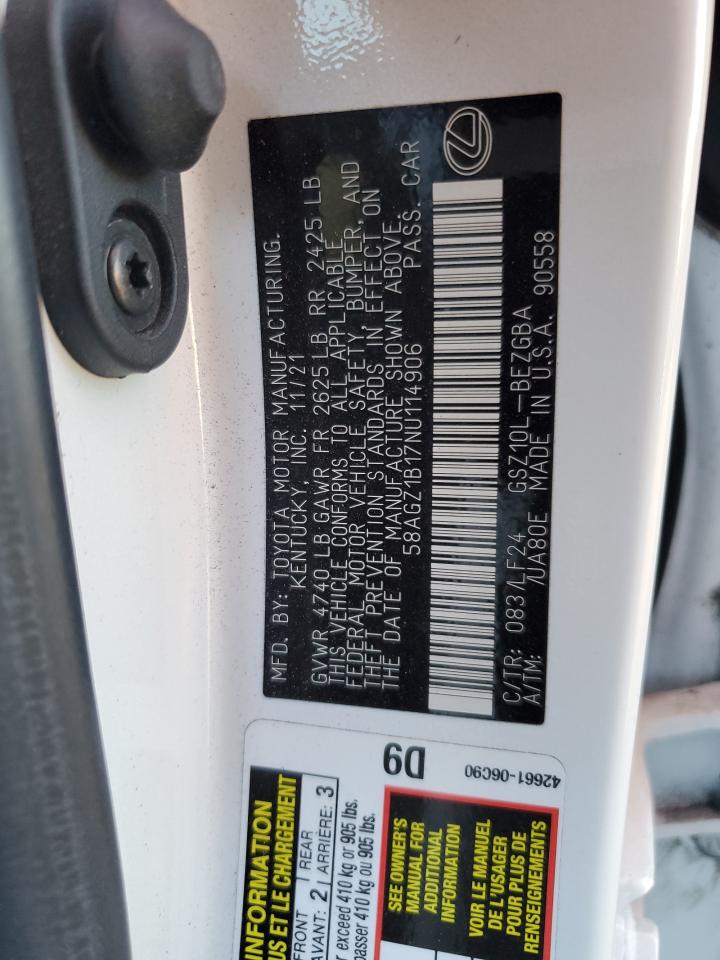 MFD. BY: TOYOTA MOTOR MANUFACTURING.
KENTUCKY, INC. 11/21
GVWR 4740 LB GAWR FR 2625 LB RR 2425 LB
THIS VEHICLE CONFORMS TO ALL APPLICABLE
FEDERAL MOTOR VEHICLE SAFETY, BUMPER, AND
THEFT PREVENTION STANDARDS IN EFFECT ON
THE DATE OF MANUFACTURE SHOWN ABOVE.
58AGZ1B17NU114906 PASS. CAR
C/TR: 083/LF24 GSZ10L-BEZGBA
A/TM: /UA80E MADE IN U.S.A. 90558
D9
42661-06C90
INFORMATION
US ET LE CHARGEMENT
FRONT | REAR
AVANT: 2 | ARRIÈRE: 3
r exceed 410 kg or 905 lbs.
passer 410 kg ou 905 lbs.
SEE OWNER'S
MANUAL FOR
ADDITIONAL
INFORMATION
VOIR LE MANUEL
DE L'USAGER
POUR PLUS DE
RENSEIGNEMENTS